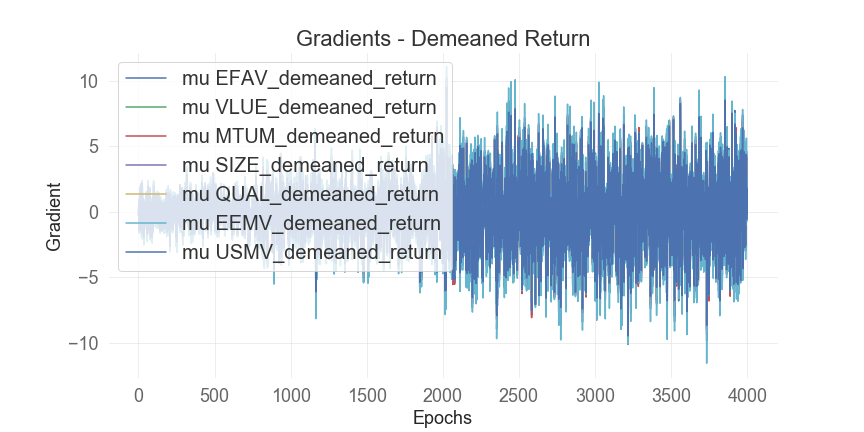 Gradients - Demeaned Return
mu EFAV_demeaned_return
mu VLUE_demeaned_return
mu MTUM_demeaned_return
mu SIZE_demeaned_return
mu QUAL_demeaned_return
mu EEMV_demeaned_return
mu USMV_demeaned_return
10
5
0
−5
−10
Gradient
0 500 1000 1500 2000 2500 3000 3500 4000
Epochs